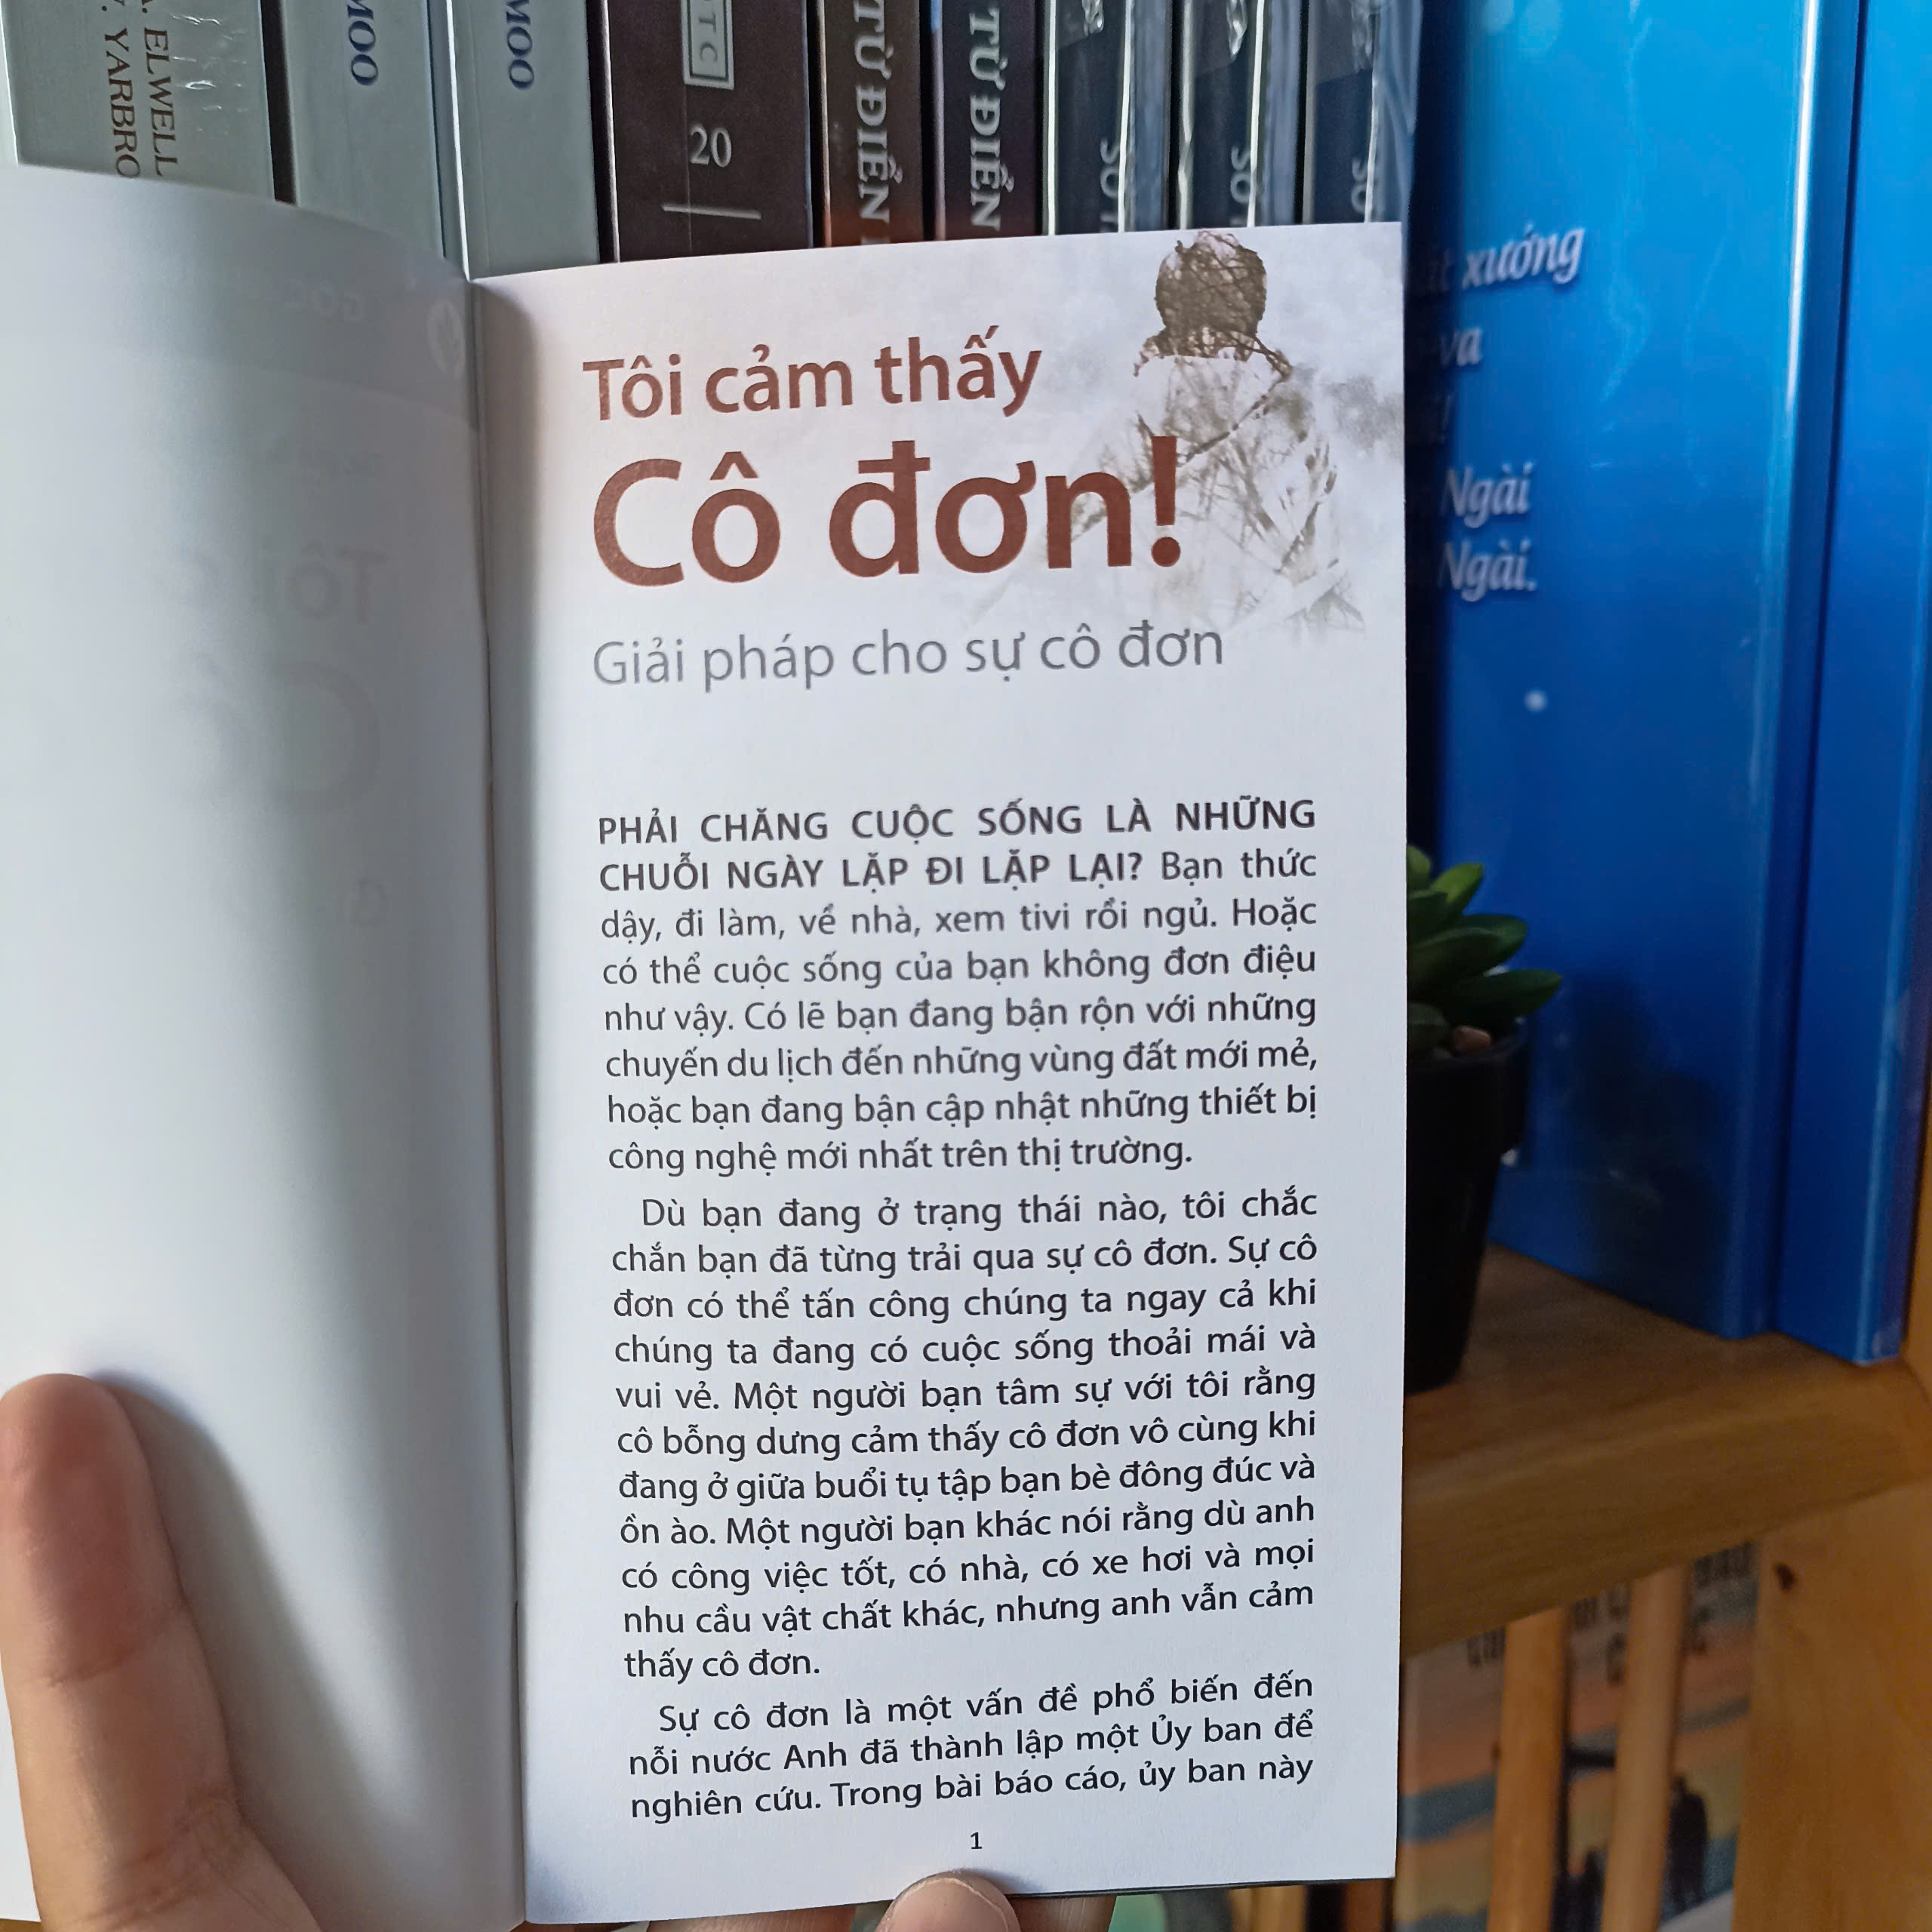 ELWELL
YARBRO
MOO
MOO
TC
20
TỪ ĐIỂN
TỪ ĐIỂN
xướng
va
Ngài
Ngài.
Tôi cảm thấy
Cô đơn!
Giải pháp cho sự cô đơn
PHẢI CHĂNG CUỘC SỐNG LÀ NHỮNG
CHUỖI NGÀY LẶP ĐI LẶP LẠI? Bạn thức
dậy, đi làm, về nhà, xem tivi rồi ngủ. Hoặc
có thể cuộc sống của bạn không đơn điệu
như vậy. Có lẽ bạn đang bận rộn với những
chuyến du lịch đến những vùng đất mới mẻ,
hoặc bạn đang bận cập nhật những thiết bị
công nghệ mới nhất trên thị trường.
Dù bạn đang ở trạng thái nào, tôi chắc
chắn bạn đã từng trải qua sự cô đơn. Sự cô
đơn có thể tấn công chúng ta ngay cả khi
chúng ta đang có cuộc sống thoải mái và
vui vẻ. Một người bạn tâm sự với tôi rằng
cô bỗng dưng cảm thấy cô đơn vô cùng khi
đang ở giữa buổi tụ tập bạn bè đông đúc và
ồn ào. Một người bạn khác nói rằng dù anh
có công việc tốt, có nhà, có xe hơi và mọi
nhu cầu vật chất khác, nhưng anh vẫn cảm
thấy cô đơn.
Sự cô đơn là một vấn đề phổ biến đến
nỗi nước Anh đã thành lập một Ủy ban để
nghiên cứu. Trong bài báo cáo, ủy ban này
1